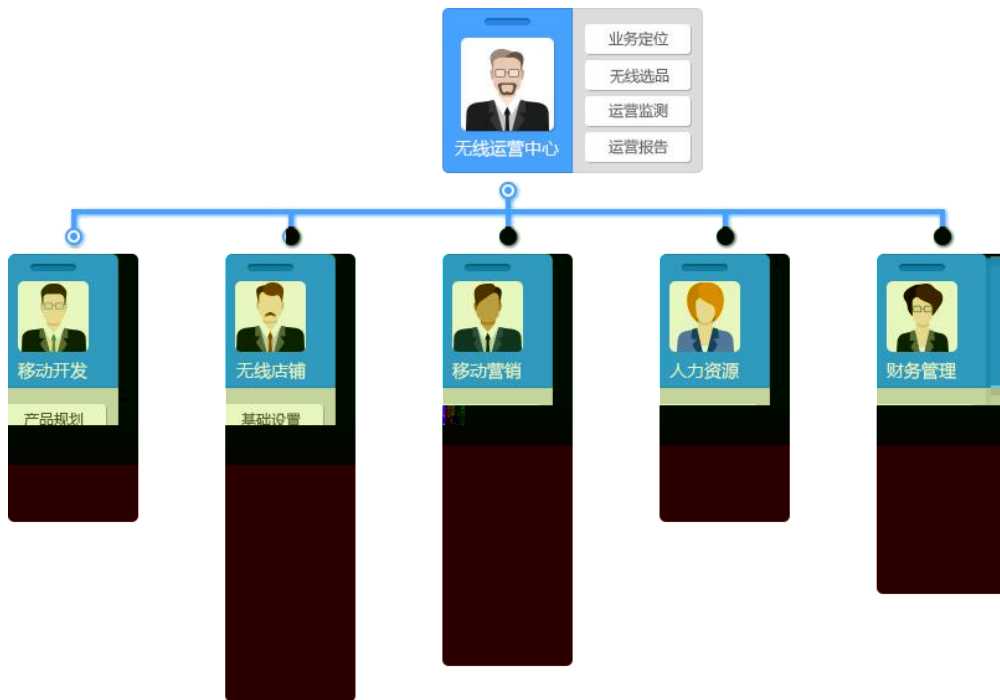 业务定位
无线选品
运营监测
运营报告
无线运营中心
移动开发
无线店铺
移动营销
人力资源
财务管理
产品规划
基础设置